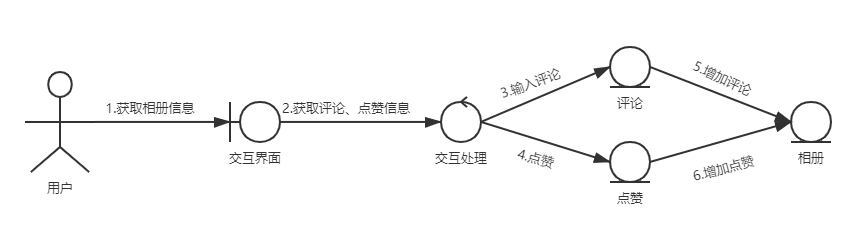 1.获取相册信息
2.获取评论、点赞信息
3.输入评论
4.点赞
5.增加评论
6.增加点赞
用户
交互界面
交互处理
评论
点赞
相册